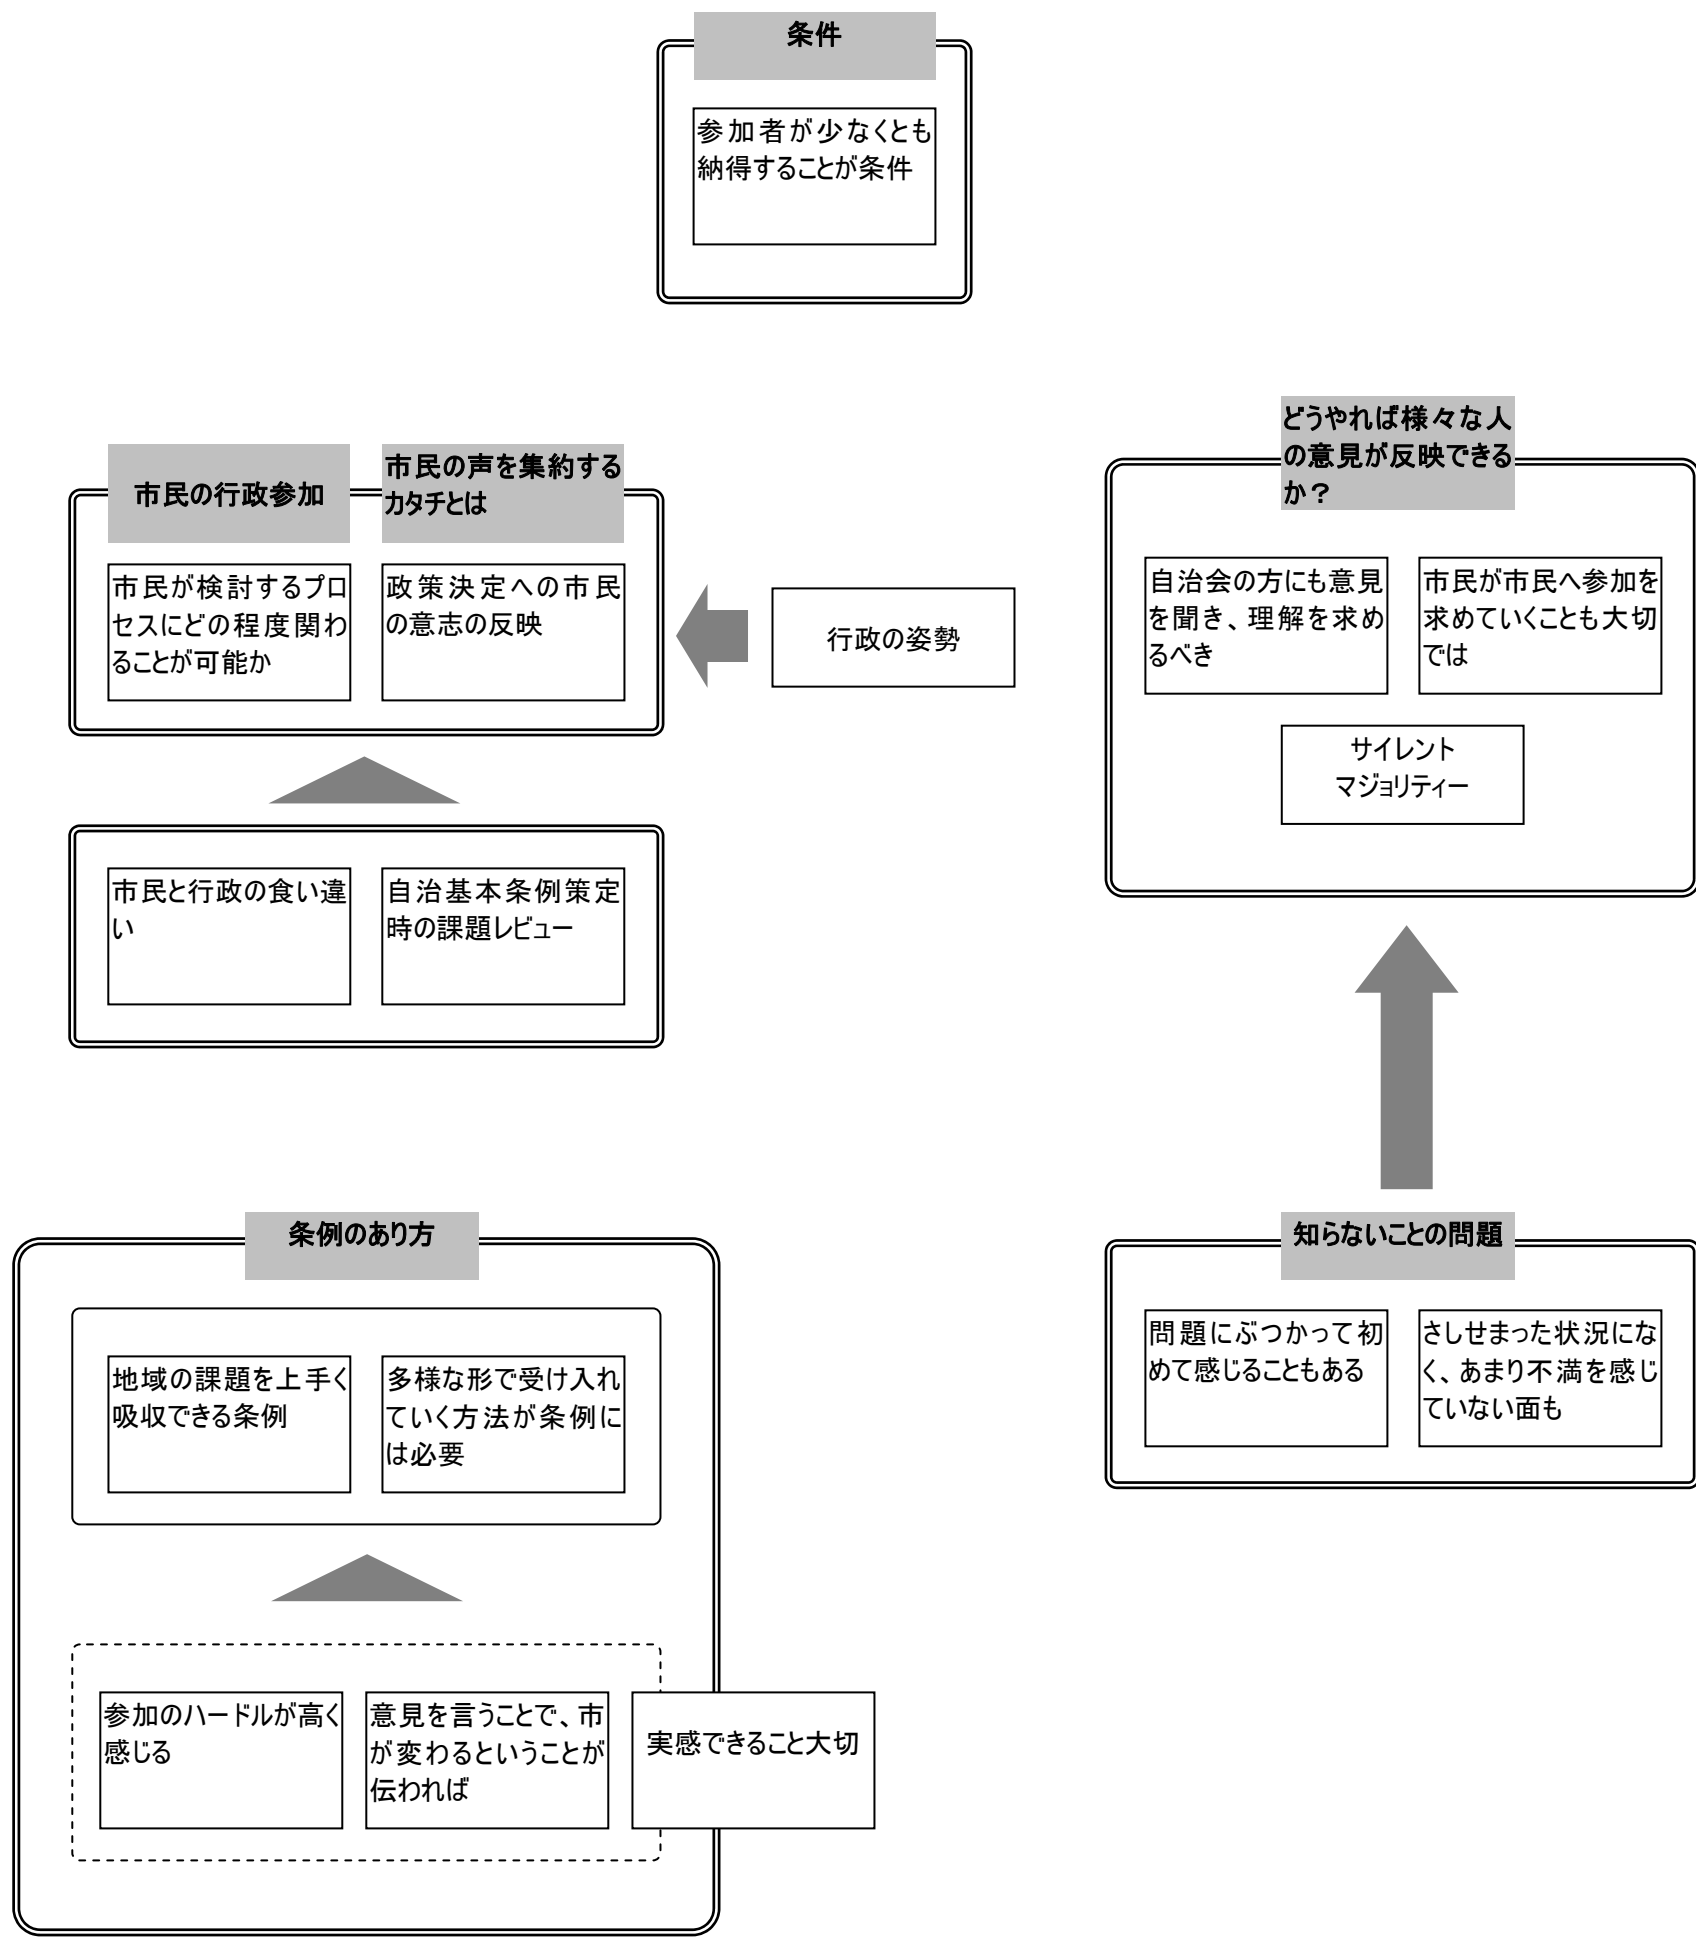 条件
参加者が少なくとも
納得することが条件
市民の行政参加
市民の声を集約する
カタチとは
市民が検討するプロ
セスにどの程度関わ
ることが可能か
政策決定への市民
の意志の反映
行政の姿勢
どうやれば様々な人
の意見が反映できる
か？
自治会の方にも意見
を聞き、理解を求め
るべき
市民が市民へ参加を
求めていくことも大切
では
サイレント
マジョリティー
市民と行政の食い違
い
自治基本条例策定
時の課題レビュー
条例のあり方
地域の課題を上手く
吸収できる条例
多様な形で受け入れ
ていく方法が条例に
は必要
参加のハードルが高く
感じる
意見を言うことで、市
が変わるということが
伝われば
実感できること大切
知らないことの問題
問題にぶつかって初
めて感じることもある
さしせまった状況にな
く、あまり不満を感じ
ていない面も